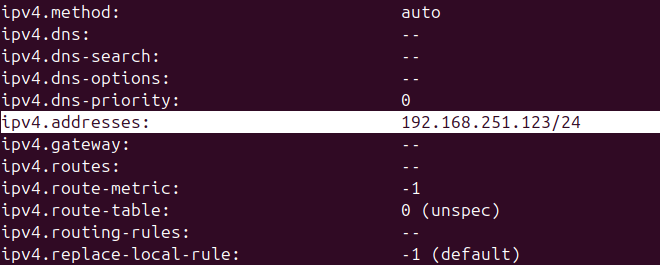 ipv4.method: auto
ipv4.dns: --
ipv4.dns-search: --
ipv4.dns-options: --
ipv4.dns-priority: 0
ipv4.addresses: 192.168.251.123/24
ipv4.gateway: --
ipv4.routes: --
ipv4.route-metric: -1
ipv4.route-table: 0 (unspec)
ipv4.routing-rules: --
ipv4.replace-local-rule: -1 (default)